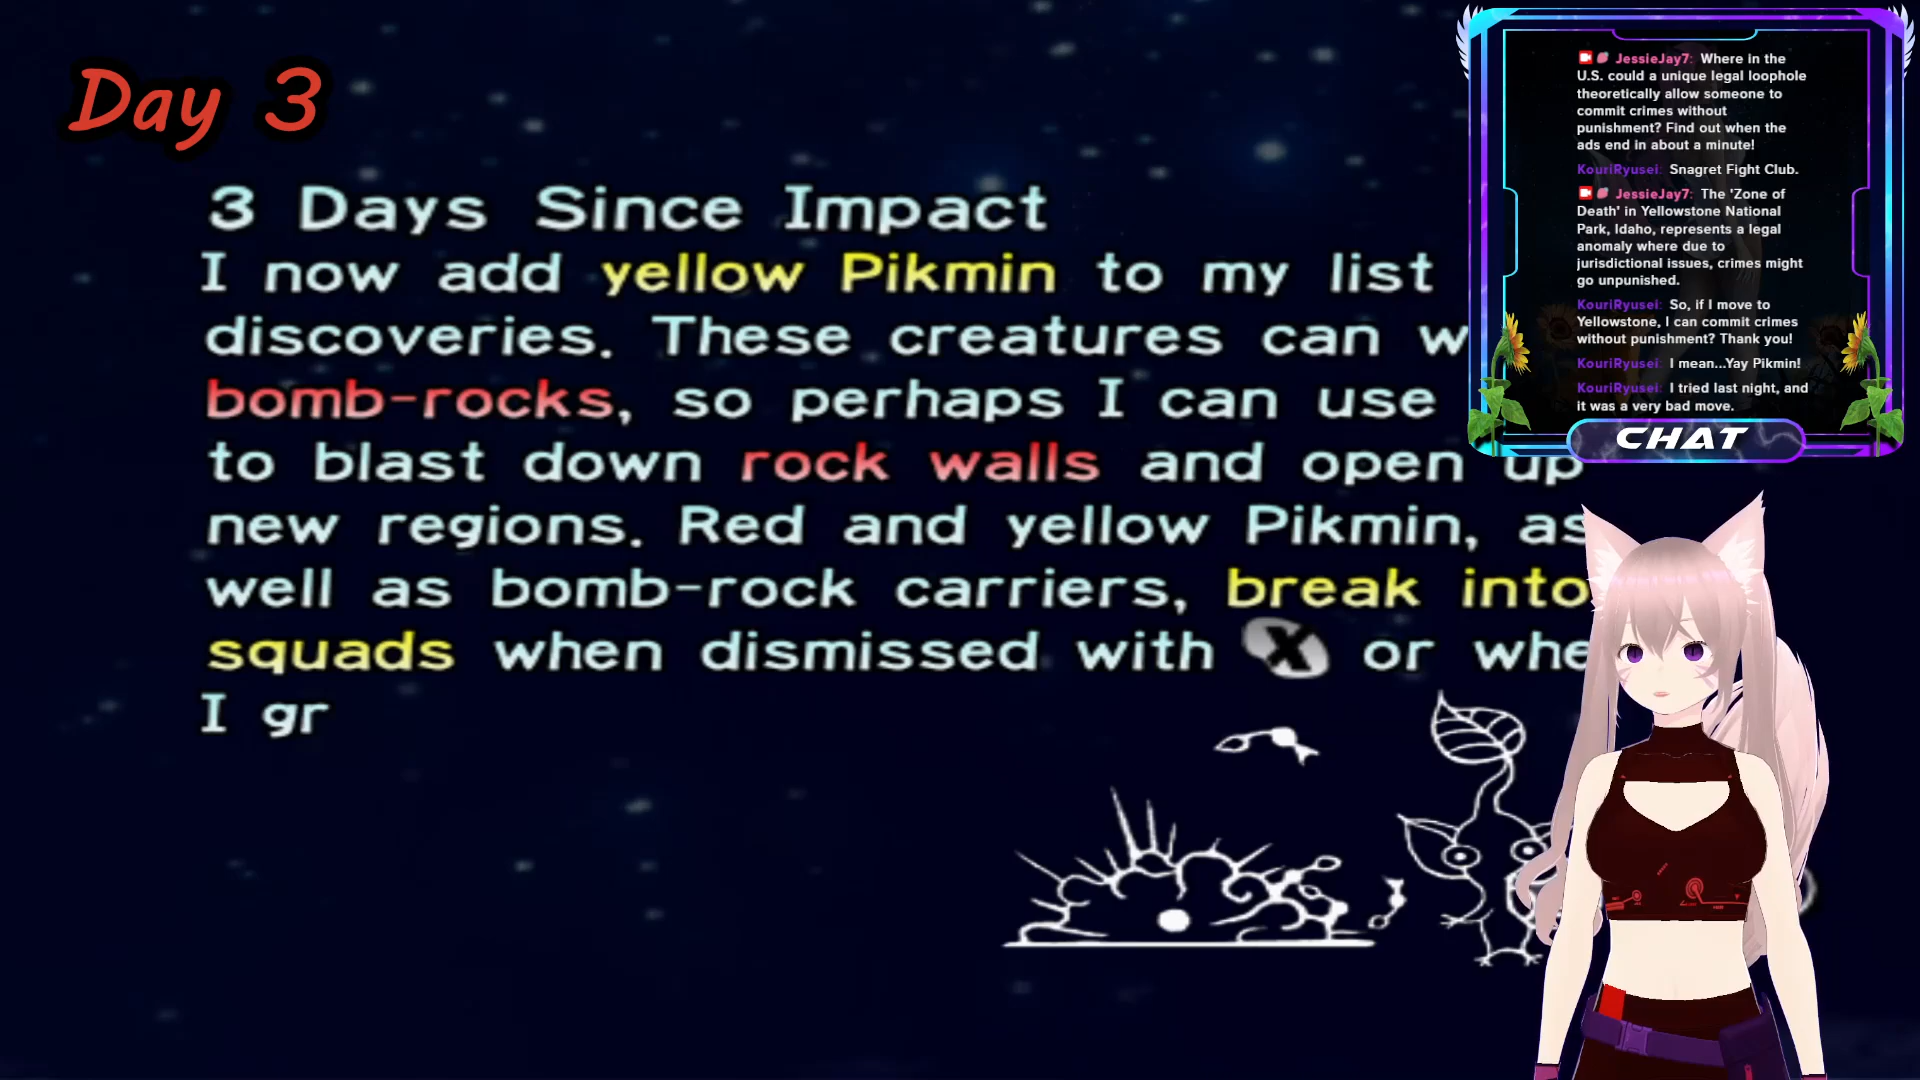 Day 3
3 Days Since Impact
I now add yellow Pikmin to my list
discoveries. These creatures can w
bomb-rocks, so perhaps I can use
to blast down rock walls and open up
new regions. Red and yellow Pikmin, as
well as bomb-rock carriers, break into
squads when dismissed with X or whe
I gr
JessieJay7: Where in the
U.S. could a unique legal loophole
theoretically allow someone to
commit crimes without
punishment? Find out when the
ads end in about a minute!
KouriRyusei: Snagret Fight Club.
JessieJay7: The 'Zone of
Death' in Yellowstone National
Park, Idaho, represents a legal
anomaly where due to
jurisdictional issues, crimes might
go unpunished.
KouriRyusei: So, if I move to
Yellowstone, I can commit crimes
without punishment? Thank you!
KouriRyusei: I mean...Yay Pikmin!
KouriRyusei: I tried last night, and
it was a very bad move.
CHAT